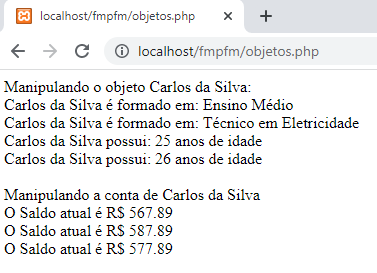 localhost/fmpfm/objetos.php
localhost/fmpfm/objetos.php
Manipulando o objeto Carlos da Silva:
Carlos da Silva é formado em: Ensino Médio
Carlos da Silva é formado em: Técnico em Eletricidade
Carlos da Silva possui: 25 anos de idade
Carlos da Silva possui: 26 anos de idade
Manipulando a conta de Carlos da Silva
O Saldo atual é R$ 567.89
O Saldo atual é R$ 587.89
O Saldo atual é R$ 577.89